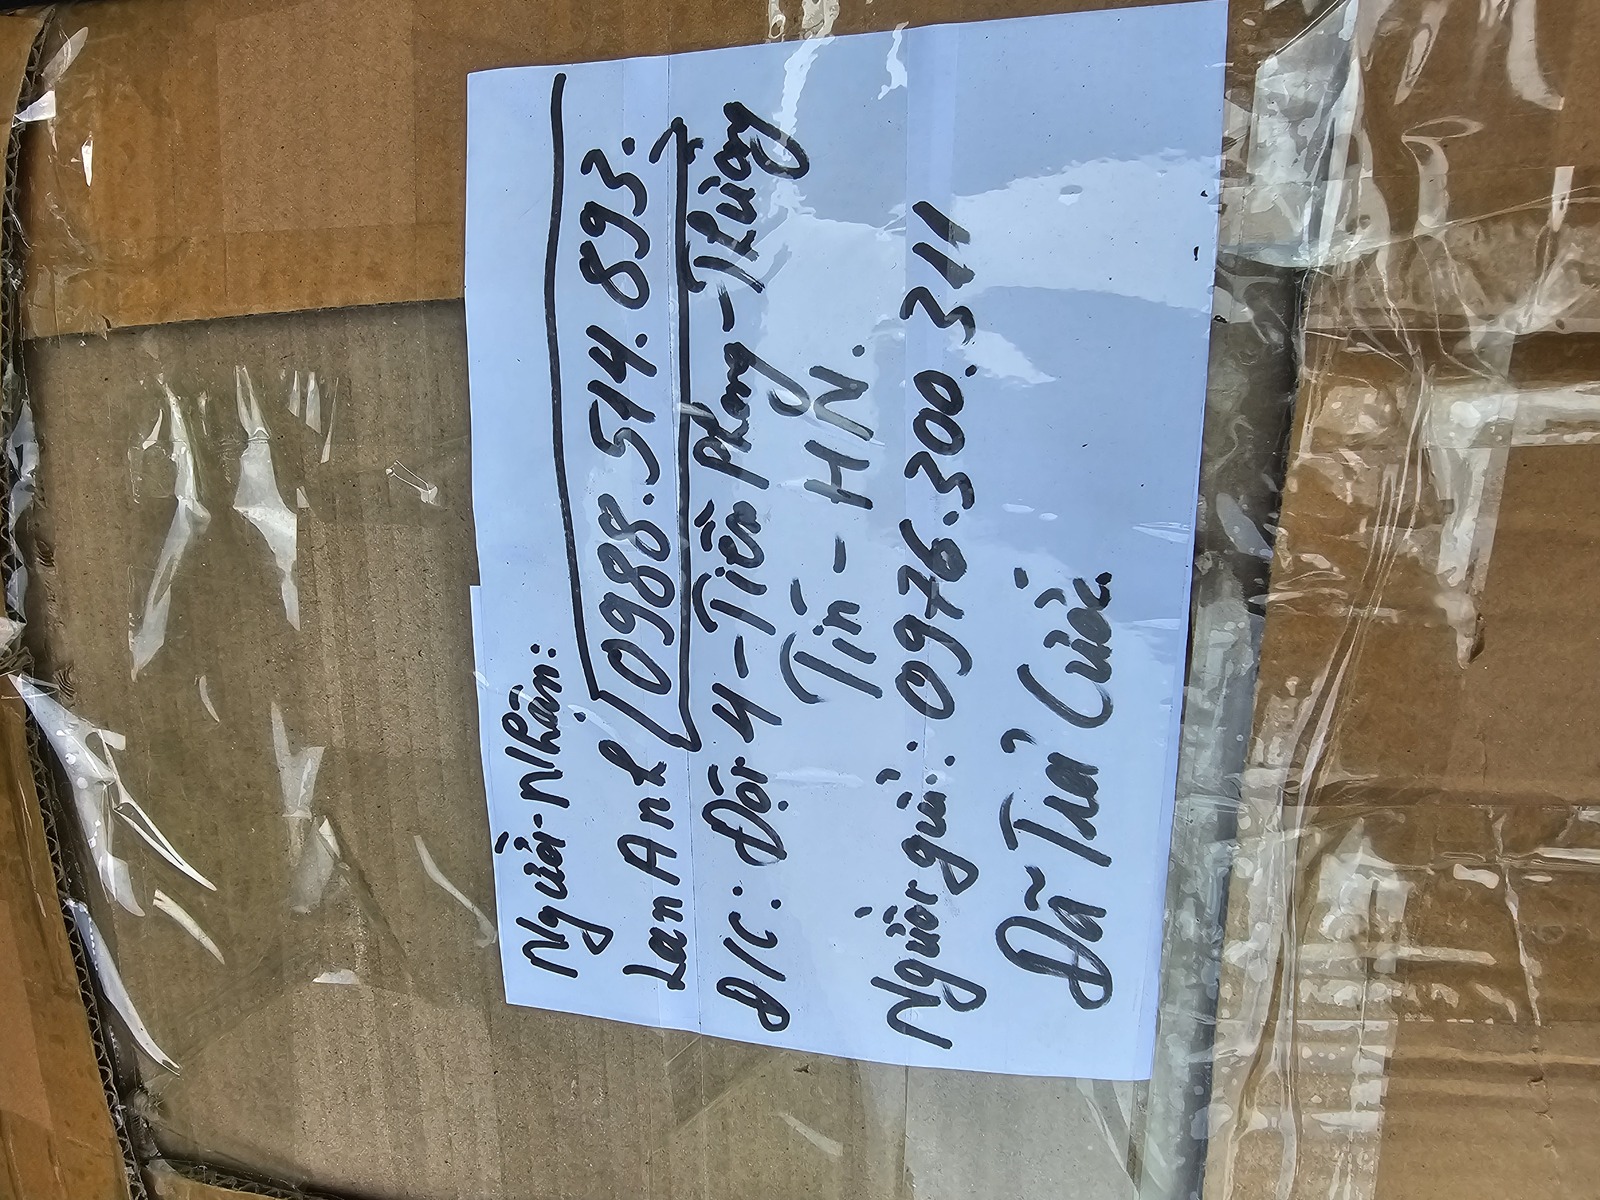 Người Nhận:
Lan Anh 0988.514.893.
Đ/c: Đội 4 - Tiền Phong - Thường
Tín - HN.
Người gửi: 0976.300.311
Đã Trả Cước.